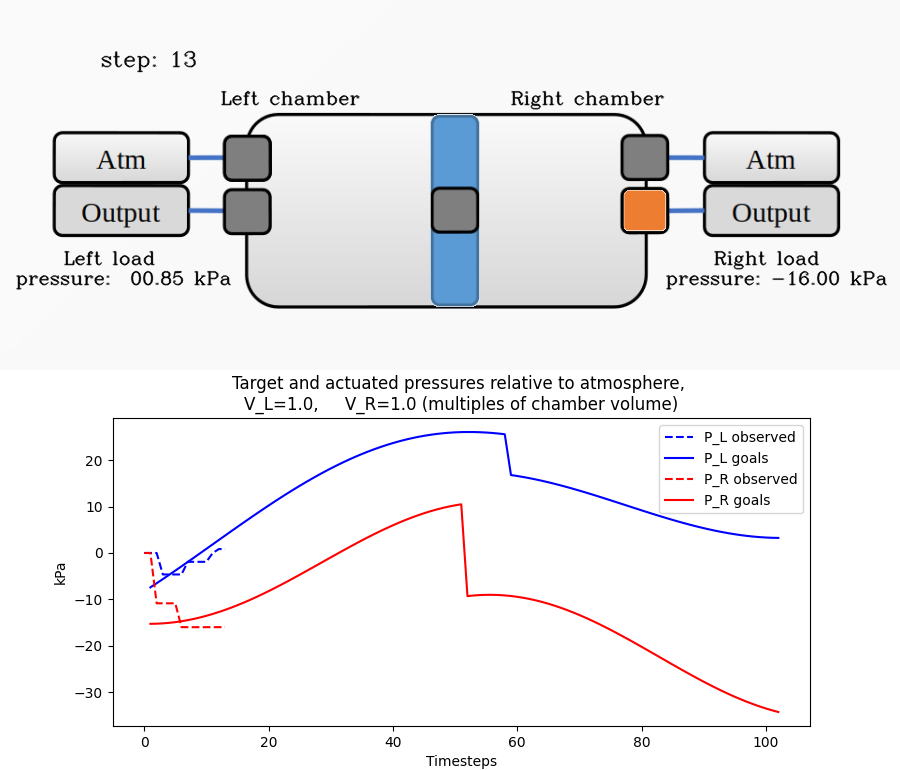 step: 13
Left chamber
Right chamber
Atm
Output
Atm
Output
Left load
pressure:  00.85 kPa
Right load
pressure: −16.00 kPa
Target and actuated pressures relative to atmosphere,
V_L=1.0,     V_R=1.0 (multiples of chamber volume)
P_L observed
P_L goals
P_R observed
P_R goals
kPa
20
10
0
−10
−20
−30
0
20
40
60
80
100
Timesteps